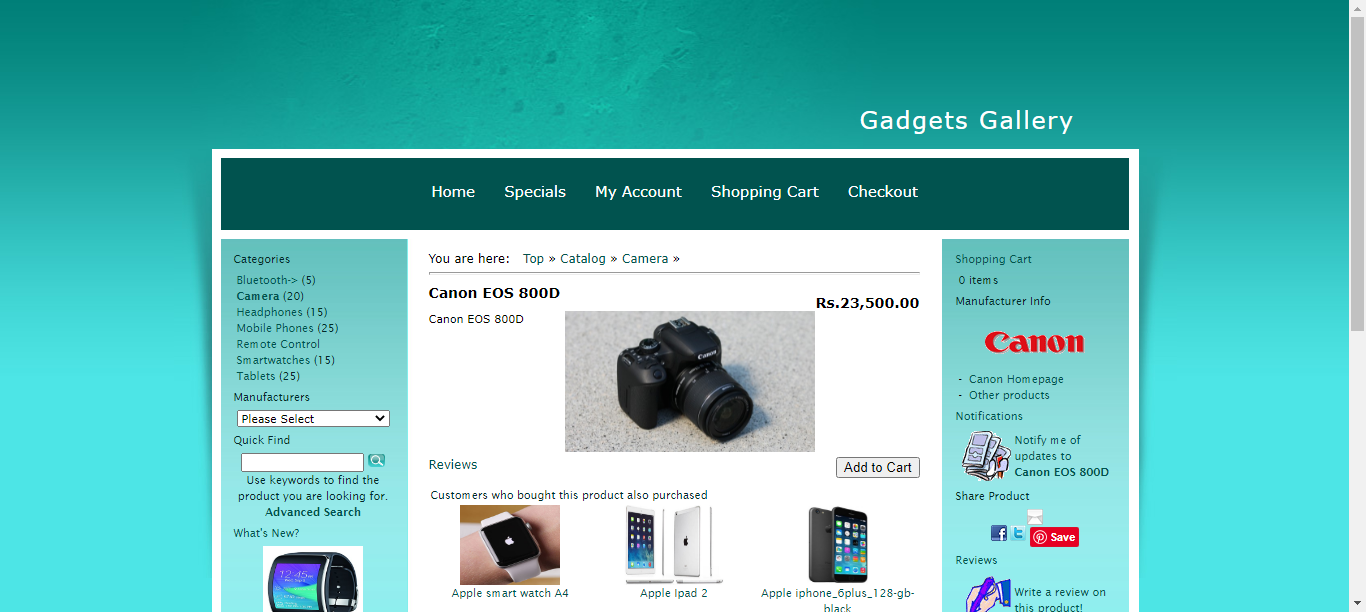 Gadgets Gallery
Home Specials My Account Shopping Cart Checkout
Categories
Bluetooth-> (5)
Camera (20)
Headphones (15)
Mobile Phones (25)
Remote Control
Smartwatches (15)
Tablets (25)
Manufacturers
Please Select
Quick Find
Use keywords to find the
product you are looking for.
Advanced Search
What's New?
12:45
You are here: Top » Catalog » Camera »
Canon EOS 800D
Rs.23,500.00
Canon EOS 800D
Canon
Reviews
Add to Cart
Customers who bought this product also purchased
Apple smart watch A4
Apple Ipad 2
Apple iphone_6plus_128-gb-
black
Shopping Cart
0 items
Manufacturer Info
Canon
- Canon Homepage
- Other products
Notifications
Notify me of
updates to
Canon EOS 800D
Share Product
Save
Reviews
Write a review on
this product!